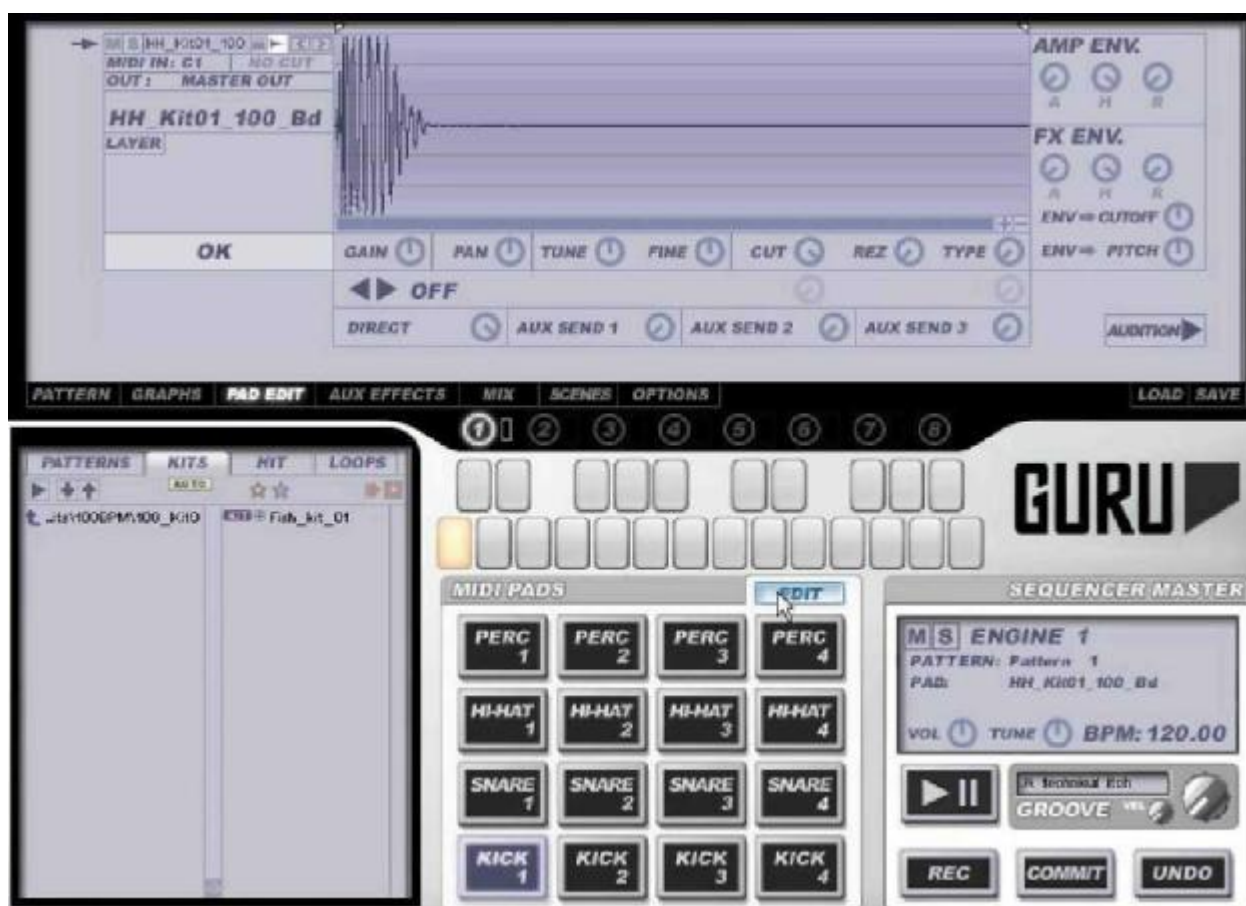 M S HH_Kit01_100
MIDI IN: C1 NO CUT
OUT: MASTER OUT
HH_Kit01_100_Bd
LAYER
OK
AMP ENV.
A H R
FX ENV.
A H R
ENV⇨ CUTOFF
ENV⇨ PITCH
GAIN PAN TUNE FINE CUT REZ TYPE
OFF
DIRECT AUX SEND 1 AUX SEND 2 AUX SEND 3
AUDITION
PATTERN GRAPHS PAD EDIT AUX EFFECTS MIX SCENES OPTIONS LOAD SAVE
1 2 3 4 5 6 7 8
PATTERNS KITS HIT LOOPS
AUTO
Fish_kit_01
GURU
MIDI PADS EDIT
PERC 1 PERC 2 PERC 3 PERC 4
HI-HAT 1 HI-HAT 2 HI-HAT 3 HI-HAT 4
SNARE 1 SNARE 2 SNARE 3 SNARE 4
KICK 1 KICK 2 KICK 3 KICK 4
SEQUENCER MASTER
M S ENGINE 1
PATTERN: Pattern 1
PAD: HH_Kit01_100_Bd
VOL TUNE BPM: 120.00
GROOVE VEL
REC COMMIT UNDO